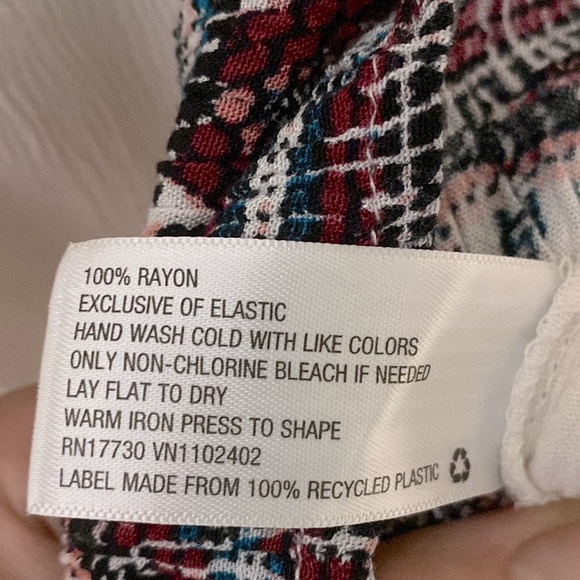 100% RAYON
EXCLUSIVE OF ELASTIC
HAND WASH COLD WITH LIKE COLORS
ONLY NON-CHLORINE BLEACH IF NEEDED
LAY FLAT TO DRY
WARM IRON PRESS TO SHAPE
RN17730 VN1102402
LABEL MADE FROM 100% RECYCLED PLASTIC